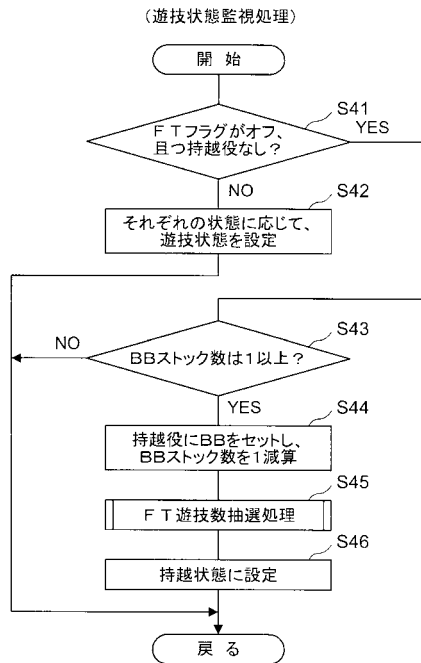 (遊技状態監視処理)
開 始
S41
FTフラグがオフ、
且つ持越役なし?
YES
NO
S42
それぞれの状態に応じて、
遊技状態を設定
S43
NO
BBストック数は1以上?
YES
S44
持越役にBBをセットし、
BBストック数を1減算
S45
FT遊技数抽選処理
S46
持越状態に設定
戻 る